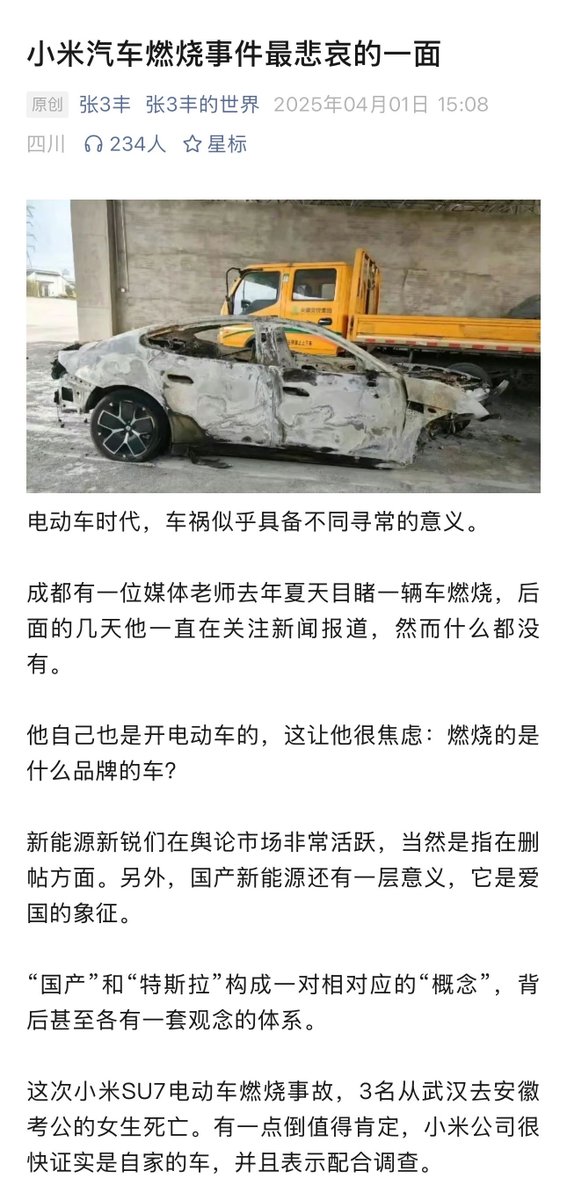 小米汽车燃烧事件最悲哀的一面
原创 张3丰 张3丰的世界 2025年04月01日 15:08
四川 234人 星标
电动车时代，车祸似乎具备不同寻常的意义。
成都有一位媒体老师去年夏天目睹一辆车燃烧，后
面的几天他一直在关注新闻报道，然而什么都没
有。
他自己也是开电动车的，这让他很焦虑：燃烧的是
什么品牌的车？
新能源新锐们在舆论市场非常活跃，当然是指在删
帖方面。另外，国产新能源还有一层意义，它是爱
国的象征。
“国产”和“特斯拉”构成一对相对应的“概念”，背
后甚至各有一套观念的体系。
这次小米SU7电动车燃烧事故，3名从武汉去安徽
考公的女生死亡。有一点倒值得肯定，小米公司很
快证实是自家的车，并且表示配合调查。